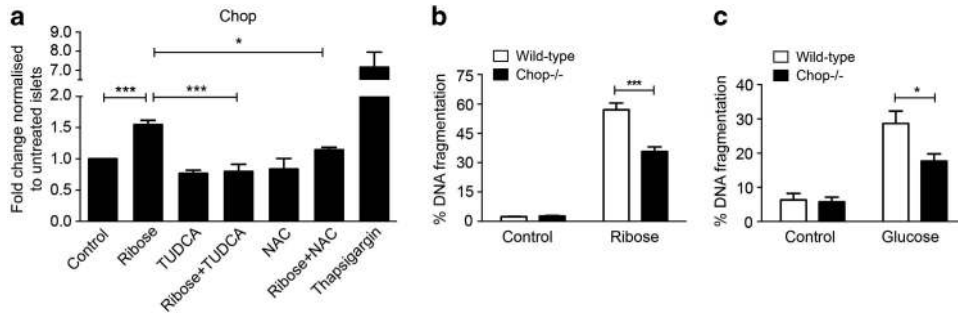 a
Chop
Fold change normalised
to untreated islets
8.0
7.0
2.0
1.5
1.0
0.5
0.0
***
***
*
Control
Ribose
TUDCA
Ribose+TUDCA
NAC
Ribose+NAC
Thapsigargin
b
Wild-type
Chop-/-
% DNA fragmentation
75
60
45
30
15
0
***
Control
Ribose
c
Wild-type
Chop-/-
% DNA fragmentation
40
30
20
10
0
*
Control
Glucose